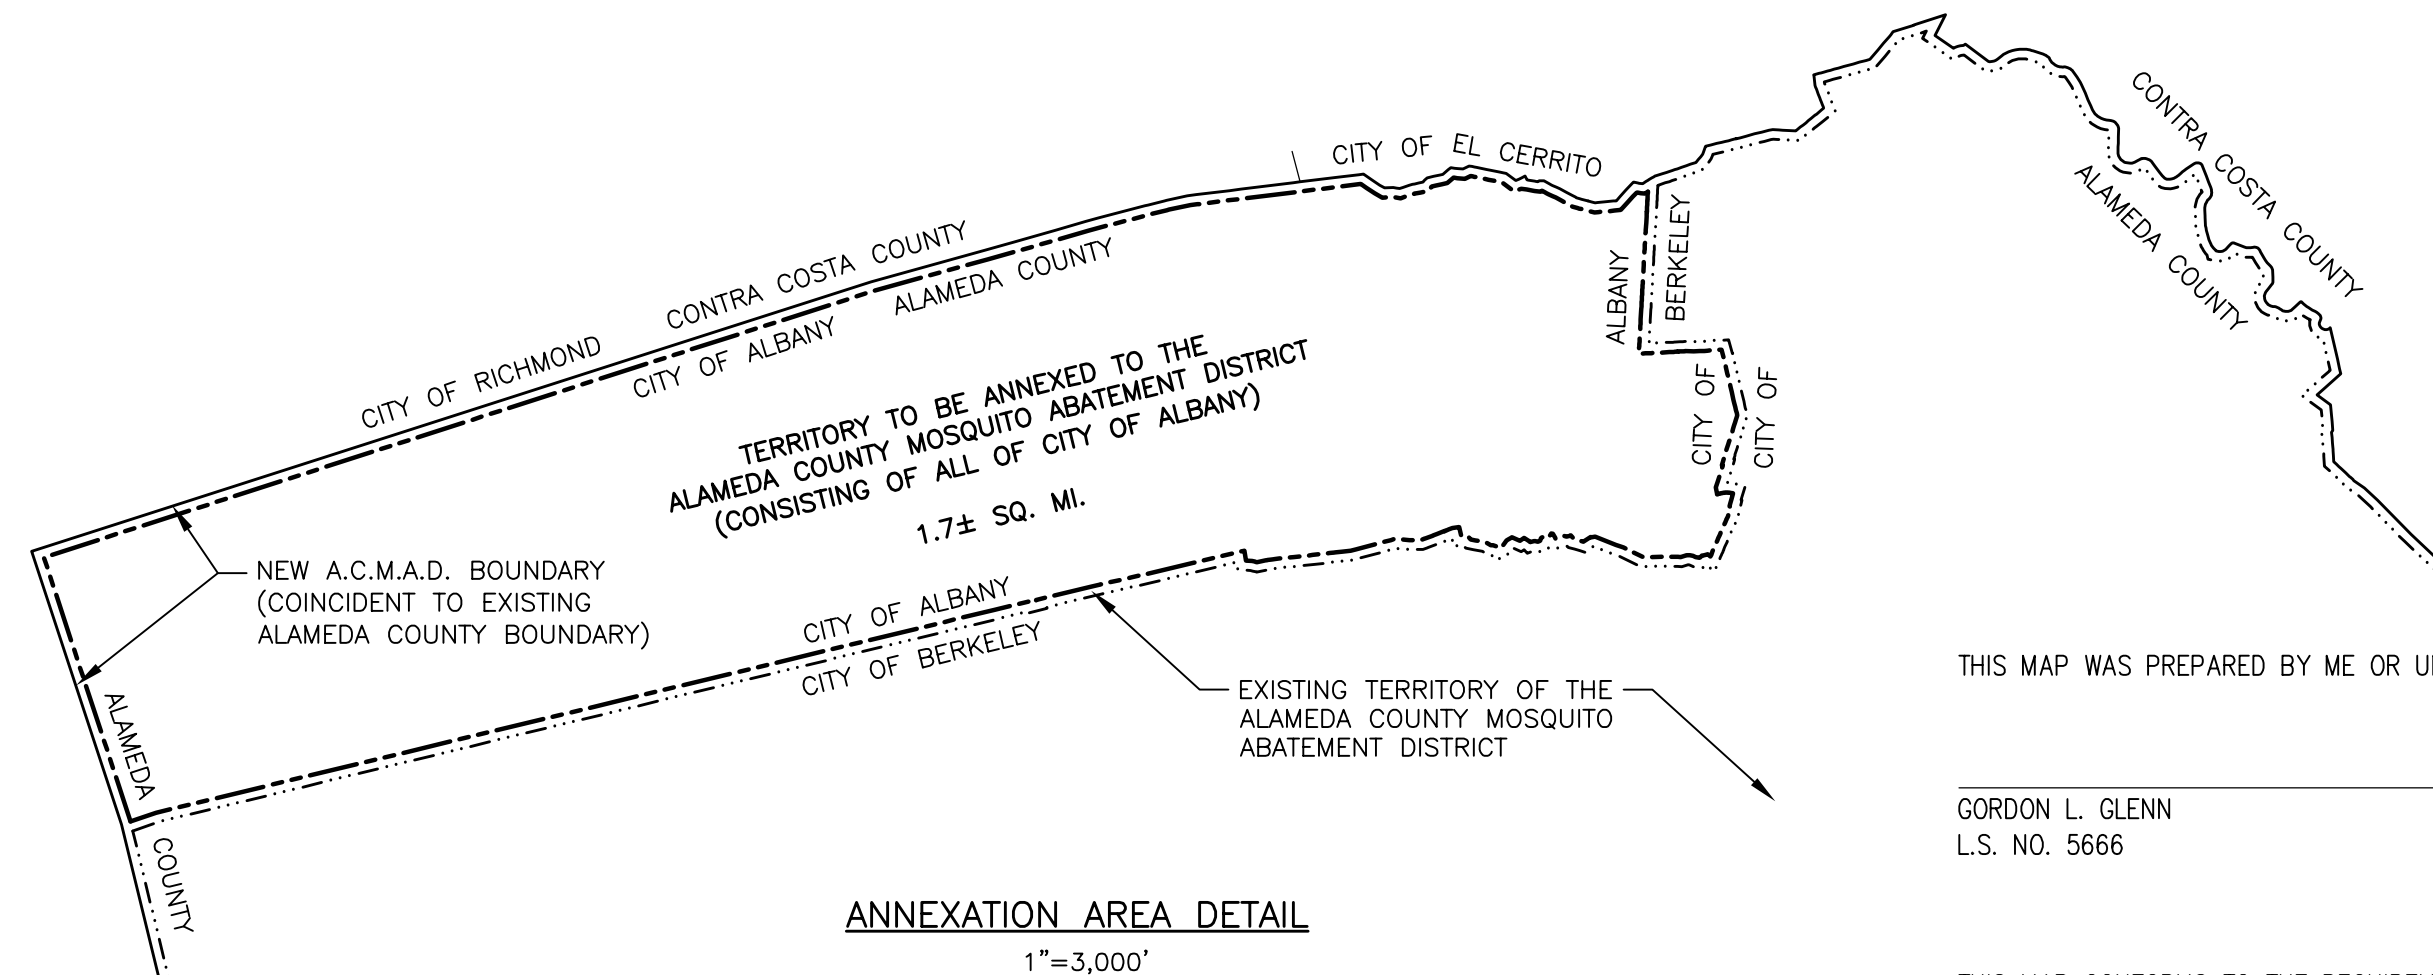 CITY OF EL CERRITO
CONTRA COSTA COUNTY
ALAMEDA COUNTY
CITY OF RICHMOND
CONTRA COSTA COUNTY
CITY OF ALBANY
ALAMEDA COUNTY
ALBANY
BERKELEY
CITY OF
CITY OF
TERRITORY TO BE ANNEXED TO THE
ALAMEDA COUNTY MOSQUITO ABATEMENT DISTRICT
(CONSISTING OF ALL OF CITY OF ALBANY)
1.7± SQ. MI.
NEW A.C.M.A.D. BOUNDARY
(COINCIDENT TO EXISTING
ALAMEDA COUNTY BOUNDARY)
CITY OF ALBANY
CITY OF BERKELEY
EXISTING TERRITORY OF THE
ALAMEDA COUNTY MOSQUITO
ABATEMENT DISTRICT
ALAMEDA
COUNTY
ANNEXATION AREA DETAIL
1"=3,000'
THIS MAP WAS PREPARED BY ME OR
GORDON L. GLENN
L.S. NO. 5666